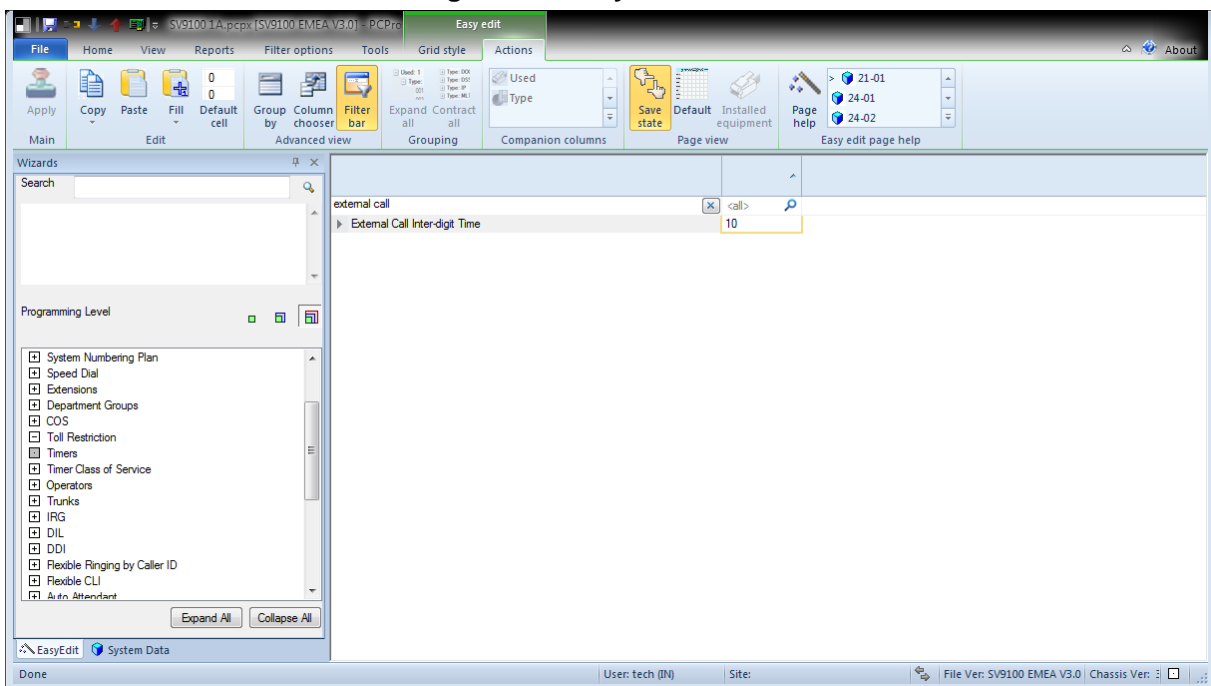 SV9100 1A.pcpx [SV9100 EMEA V3.0] - PCPro
Easy edit
File Home View Reports Filter options Tools Grid style Actions About
Apply Copy Paste Fill Default cell Group by Column chooser Filter bar Expand all Contract all Used Type Save state Default Installed equipment Page help
0
0
> 21-01
24-01
24-02
Main Edit Advanced view Grouping Companion columns Page view Easy edit page help
Wizards
Search
external call <all>
External Call Inter-digit Time 10
Programming Level
System Numbering Plan
Speed Dial
Extensions
Department Groups
COS
Toll Restriction
Timers
Timer Class of Service
Operators
Trunks
IRG
DIL
DDI
Flexible Ringing by Caller ID
Flexible CLI
Auto Attendant
Expand All Collapse All
EasyEdit System Data
Done User: tech (IN) Site: File Ver: SV9100 EMEA V3.0 Chassis Ver: